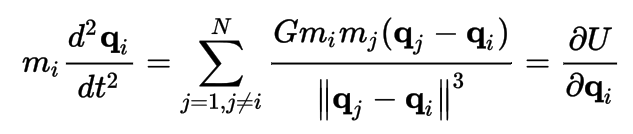 $m_i \frac{d^2 \mathbf{q}_i}{dt^2} = \sum_{j=1, j \neq i}^{N} \frac{G m_i m_j (\mathbf{q}_j - \mathbf{q}_i)}{\left\| \mathbf{q}_j - \mathbf{q}_i \right\|^3} = \frac{\partial U}{\partial \mathbf{q}_i}$